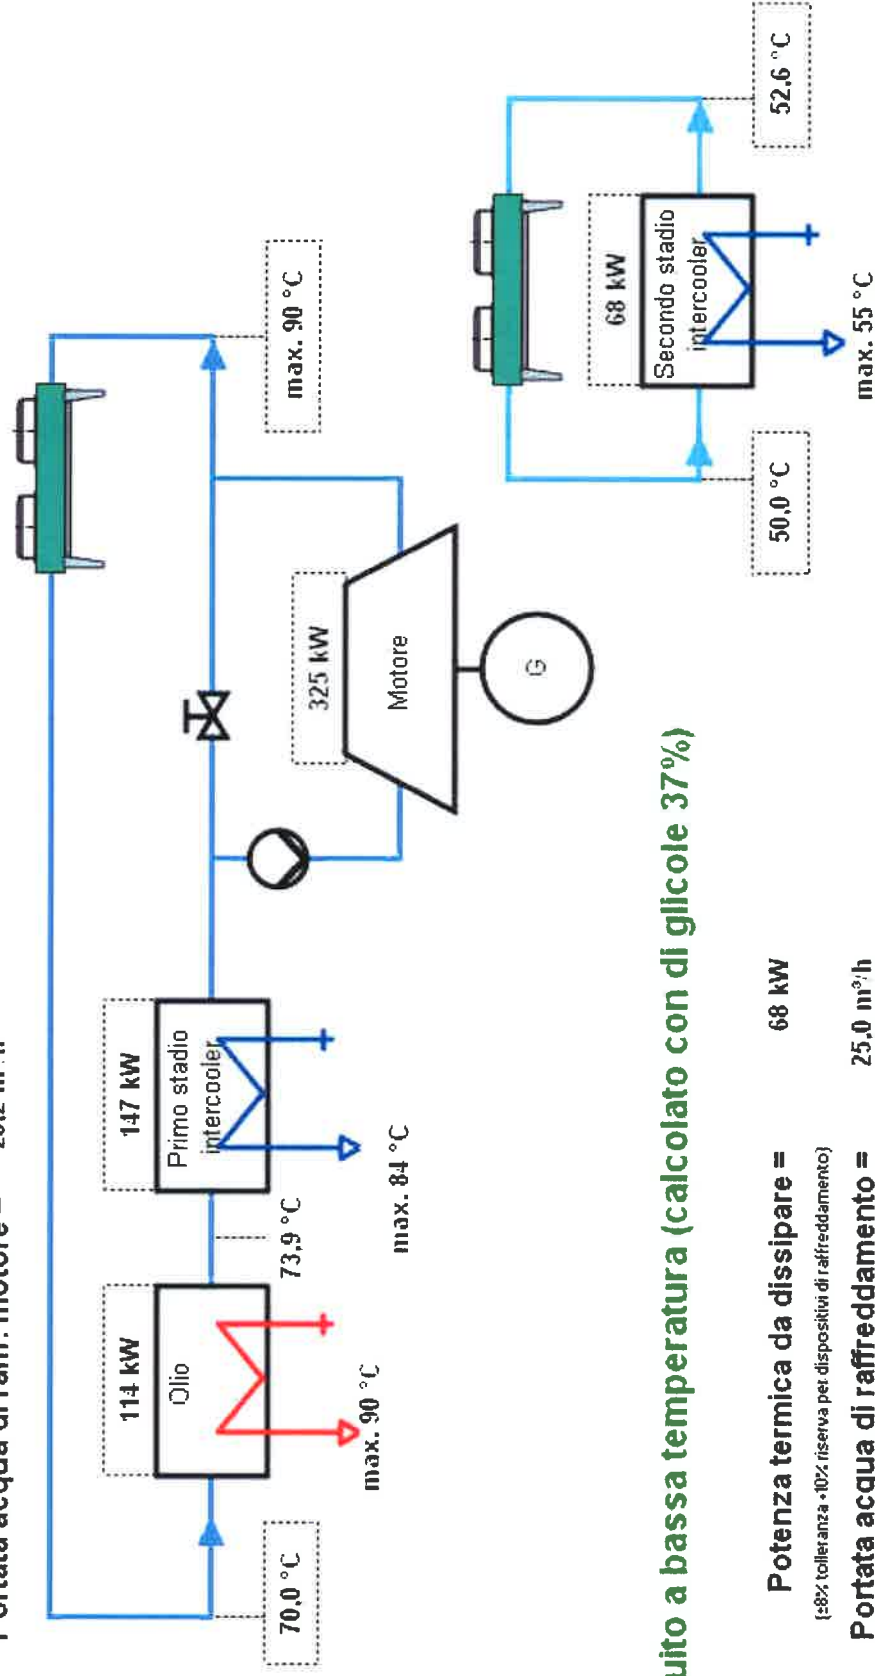 Portata acqua di raff. motore =
max. 90 °C
114 kW
Olio
max. 90 °C
70,0 °C
73,9 °C
147 kW
Primo stadio
intercooler
max. 84 °C
325 kW
Motore
G
68 kW
Secondo stadio
intercooler
max. 55 °C
50,0 °C
52,6 °C
a bassa temperatura (calcolato con di glicole 37%)
Potenza termica da dissipare = 68 kW
(±8% tolleranza +10% riserva per dispositivi di raffreddamento)
Portata acqua di raffreddamento = 25,0 m³/h